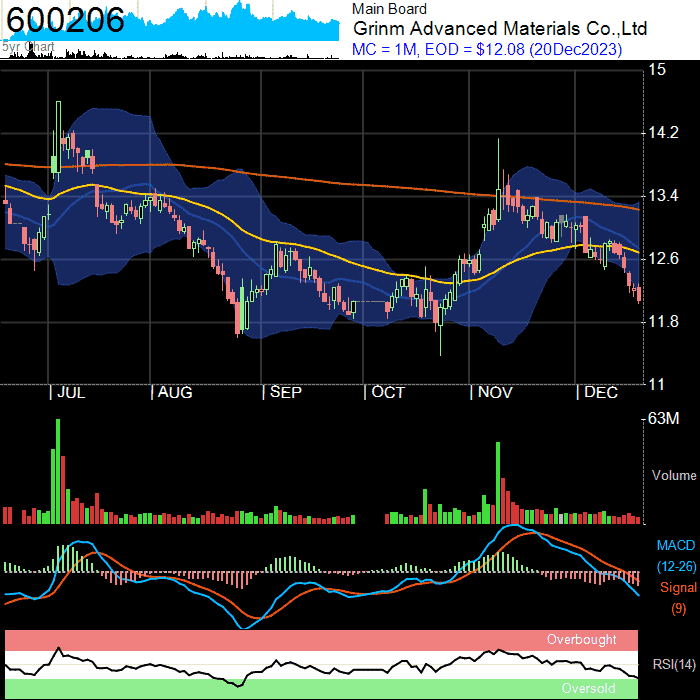 600206
5yr Chart
Main Board
Grinm Advanced Materials Co.,Ltd
MC = 1M, EOD = $12.08 (20Dec2023)
15
14.2
13.4
12.6
11.8
11
JUL AUG SEP OCT NOV DEC
63M
Volume
MACD
(12-26)
Signal
(9)
Overbought
RSI(14)
Oversold